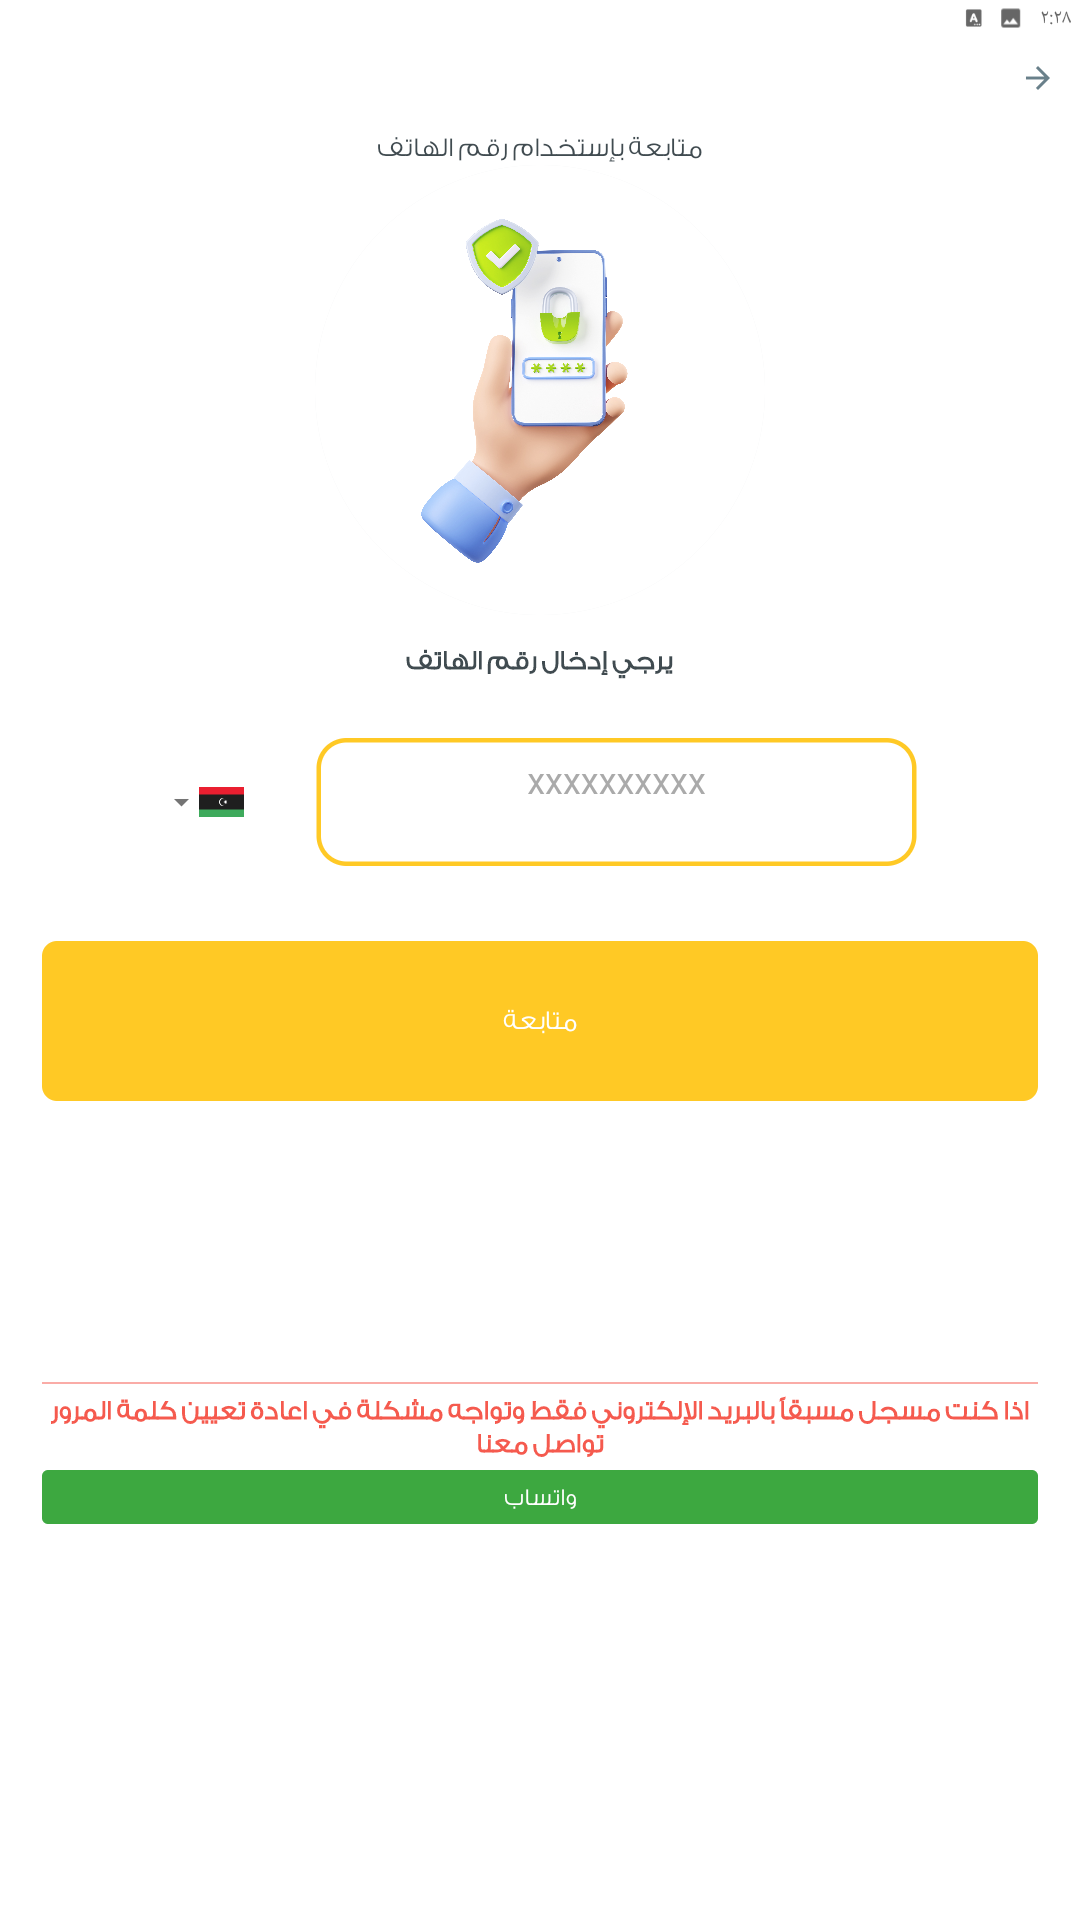 ٢:٢٨
متابعة بإستخدام رقم الهاتف
****
يرجي إدخال رقم الهاتف
XXXXXXXXXX
متابعة
اذا كنت مسجل مسبقاً بالبريد الإلكتروني فقط وتواجه مشكلة في اعادة تعيين كلمة المرور
تواصل معنا
واتساب